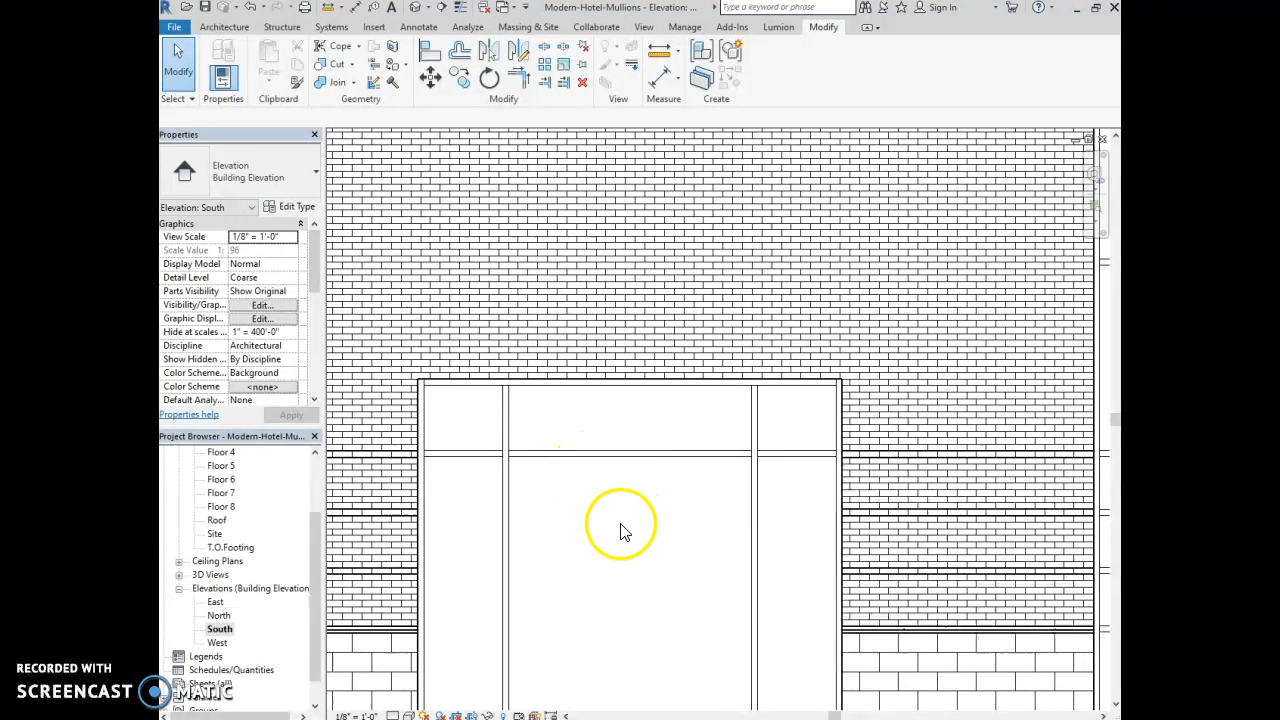 Modern-Hotel-Mullions - Elevation: ...
Type a keyword or phrase
Sign In
File Architecture Structure Insert Annotate Analyze Massing & Site Collaborate View Manage Add-Ins Lumion Modify
Modify
Select
Properties
Paste
Clipboard
Cope
Cut
Join
Geometry
Modify
View
Measure
Create
Properties
Elevation
Building Elevation
Elevation: South
Edit Type
Graphics
View Scale 1/8" = 1'-0"
Scale Value 1: 96
Display Model Normal
Detail Level Coarse
Parts Visibility Show Original
Visibility/Grap... Edit...
Graphic Displ... Edit...
Hide at scales ... 1" = 400'-0"
Discipline Architectural
Show Hidden ... By Discipline
Color Scheme... Background
Color Scheme <none>
Default Analy... None
Properties help
Apply
Project Browser - Modern-Hotel-Mu...
Floor 4
Floor 5
Floor 6
Floor 7
Floor 8
Roof
Site
T.O.Footing
Ceiling Plans
3D Views
Elevations (Building Elevation
East
North
South
West
Legends
Schedules/Quantities
Sheets (all)
1/8" = 1'-0"
RECORDED WITH
SCREENCAST MATIC